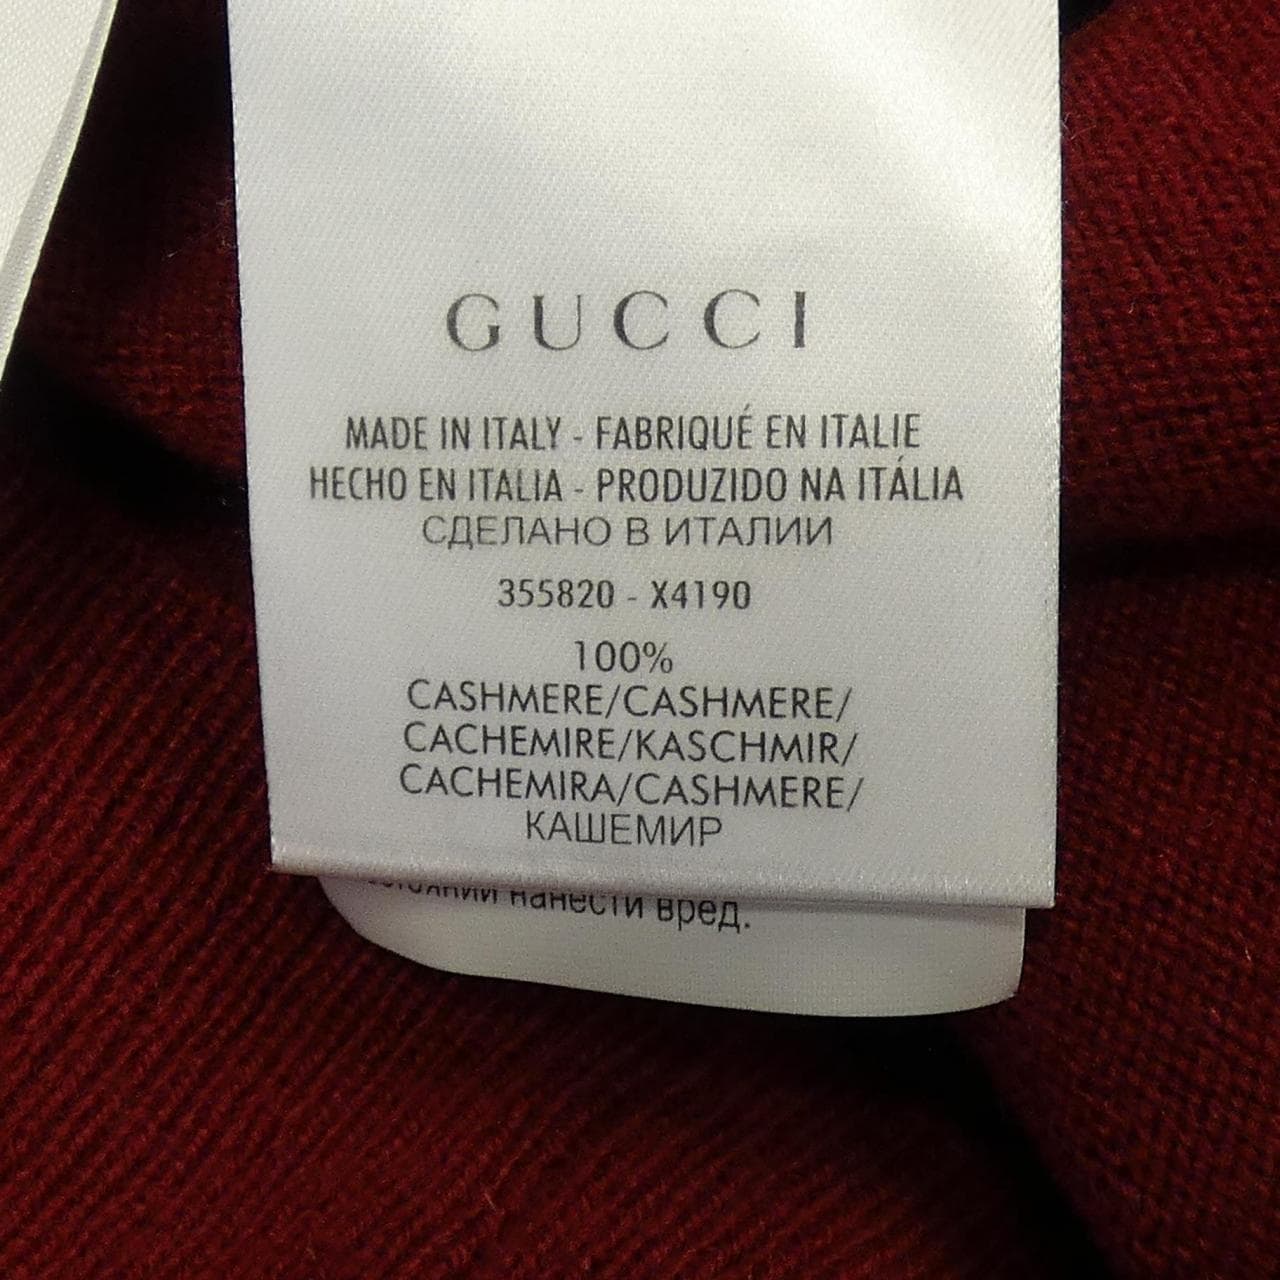 GUCCI
MADE IN ITALY - FABRIQUÉ EN ITALIE
HECHO EN ITALIA - PRODUZIDO NA ITÁLIA
СДЕЛАНО В ИТАЛИИ
355820 - X4190
100%
CASHMERE/CASHMERE/
CACHEMIRE/KASCHMIR/
CACHEMIRA/CASHMERE/
КАШЕМИР
нанести вред.